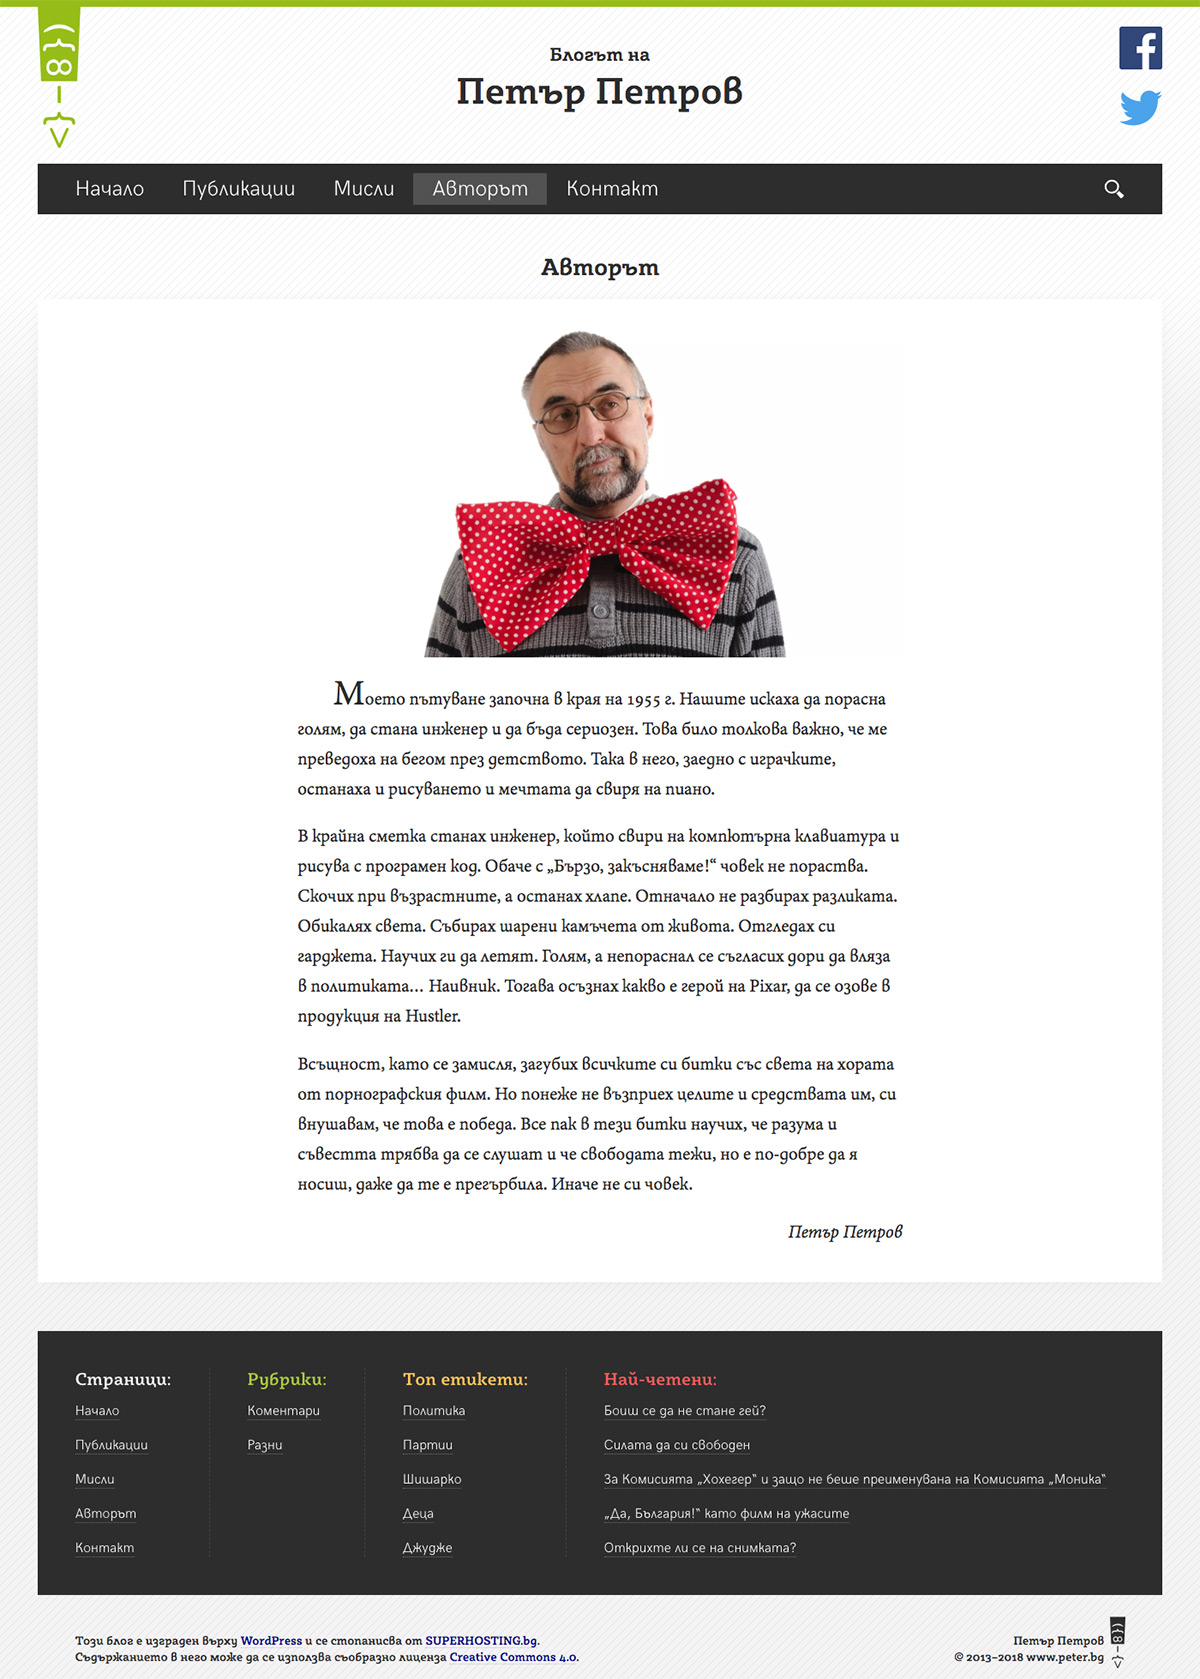 Блогът на
Петър Петров
Начало Публикации Мисли Авторът Контакт
Авторът
Моето пътуване започна в края на 1955 г. Нашите искаха да порасна
голям, да стана инженер и да бъда сериозен. Това било толкова важно, че ме
преведоха на бегом през детството. Така в него, заедно с играчките,
останаха и рисуването и мечтата да свиря на пиано.
В крайна сметка станах инженер, който свири на компютърна клавиатура и
рисува с програмен код. Обаче с „Бързо, закъсняваме!“ човек не пораства.
Скочих при възрастните, а останах хлапе. Отначало не разбирах разликата.
Обикалях света. Събирах шарени камъчета от живота. Отгледах си
гарджета. Научих ги да летят. Голям, а непораснал се съгласих дори да вляза
в политиката... Наивник. Тогава осъзнах какво е герой на Pixar, да се озове в
продукция на Hustler.
Всъщност, като се замисля, загубих всичките си битки със света на хората
от порнографския филм. Но понеже не възприех целите и средствата им, си
внушавам, че това е победа. Все пак в тези битки научих, че разума и
съвестта трябва да се слушат и че свободата тежи, но е по-добре да я
носиш, даже да те е прегърбила. Иначе не си човек.
Петър Петров
Страници:
Начало
Публикации
Мисли
Авторът
Контакт
Рубрики:
Коментари
Разни
Топ етикети:
Политика
Партии
Шишарко
Деца
Джудже
Най-четени:
Боиш се да не стане гей?
Силата да си свободен
За Комисията „Хохегер“ и защо не беше преименувана на Комисията „Моника“
„Да, България!“ като филм на ужасите
Открихте ли се на снимката?
Този блог е изграден върху WordPress и се стопанисва от SUPERHOSTING.bg.
Съдържанието в него може да се използва съобразно лиценза Creative Commons 4.0.
Петър Петров
© 2013–2018 www.peter.bg